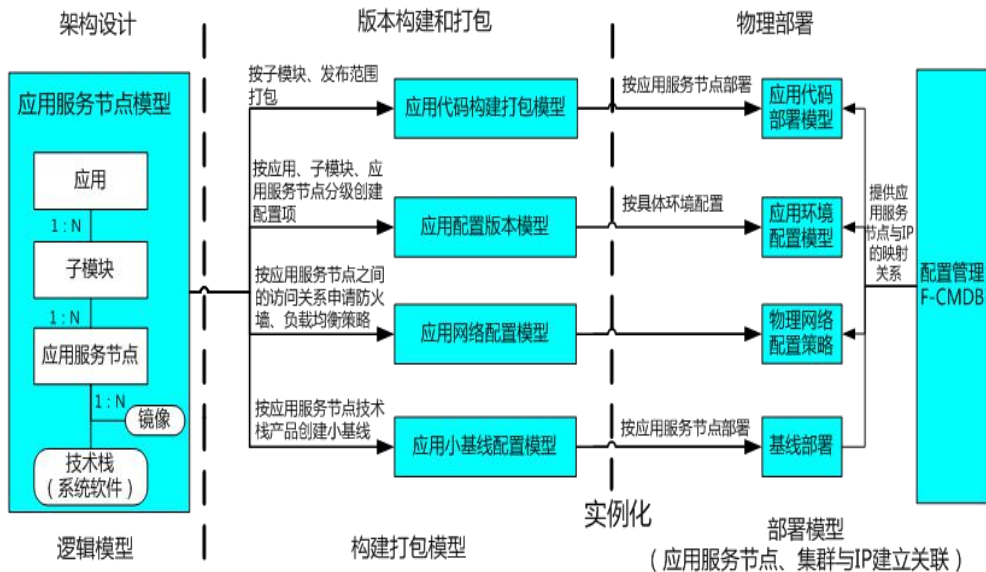 架构设计
版本构建和打包
物理部署
应用服务节点模型
应用
1：N
子模块
1：N
应用服务节点
1：N
镜像
技术栈
（系统软件）
逻辑模型
按子模块、发布范围
打包
应用代码构建打包模型
按应用、子模块、应
用服务节点分级创建
配置项
应用配置版本模型
按应用服务节点之间
的访问关系申请防火
墙、负载均衡策略
应用网络配置模型
按应用服务节点技术
栈产品创建小基线
应用小基线配置模型
构建打包模型
按应用服务节点部署
应用代码
部署模型
按具体环境配置
应用环境
配置模型
物理网络
配置策略
按应用服务节点部署
基线部署
实例化
部署模型
（应用服务节点、集群与IP建立关联）
提供应
用服务
节点与IP
的映射
关系
配置管理
F-CMDB